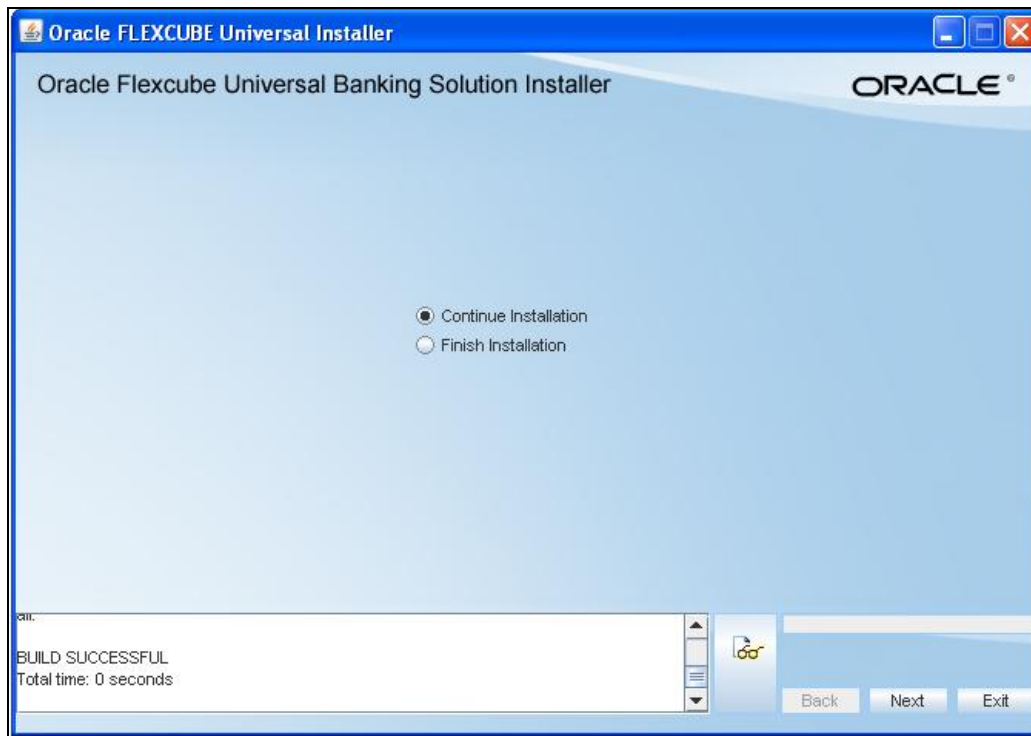 Oracle FLEXCUBE Universal Installer
Oracle Flexcube Universal Banking Solution Installer
ORACLE®
Continue Installation
Finish Installation
all:
BUILD SUCCESSFUL
Total time: 0 seconds
Back
Next
Exit